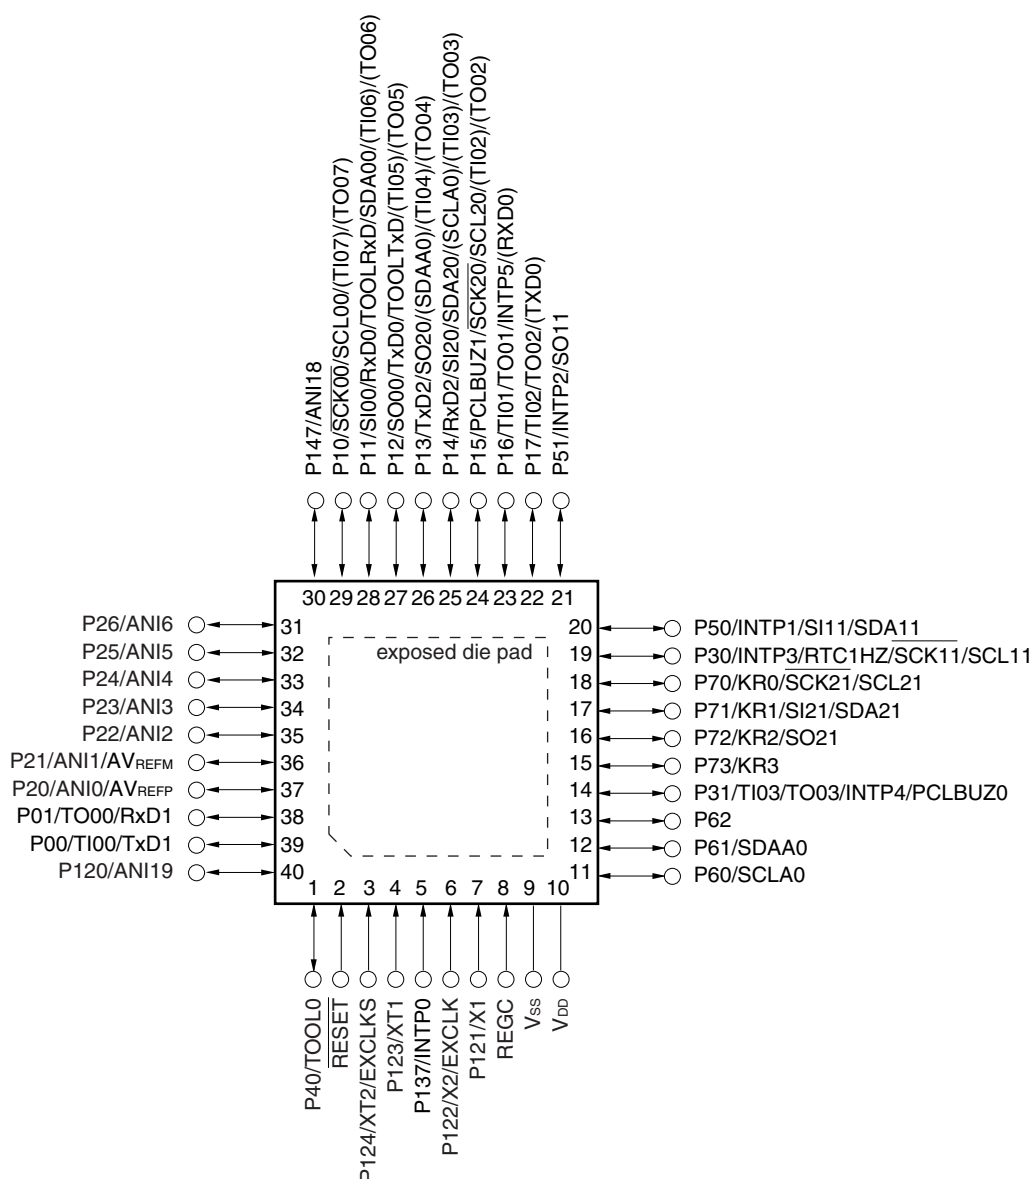 P147/ANI18
P10/SCK00/SCL00/(TI07)/(TO07)
P11/SI00/RxD0/TOOLRxD/SDA00/(TI06)/(TO06)
P12/SO00/TxD0/TOOLTxD/(TI05)/(TO05)
P13/TxD2/SO20/(SDAA0)/(TI04)/(TO04)
P14/RxD2/SI20/SDA20/(SCLA0)/(TI03)/(TO03)
P15/PCLBUZ1/SCK20/SCL20/(TI02)/(TO02)
P16/TI01/TO01/INTP5/(RXD0)
P17/TI02/TO02/(TXD0)
P51/INTP2/SO11
30 29 28 27 26 25 24 23 22 21
P26/ANI6 31
P25/ANI5 32
P24/ANI4 33
P23/ANI3 34
P22/ANI2 35
P21/ANI1/AVREFM 36
P20/ANI0/AVREFP 37
P01/TO00/RxD1 38
P00/TI00/TxD1 39
P120/ANI19 40
exposed die pad
20 P50/INTP1/SI11/SDA11
19 P30/INTP3/RTC1HZ/SCK11/SCL11
18 P70/KR0/SCK21/SCL21
17 P71/KR1/SI21/SDA21
16 P72/KR2/SO21
15 P73/KR3
14 P31/TI03/TO03/INTP4/PCLBUZ0
13 P62
12 P61/SDAA0
11 P60/SCLA0
1 2 3 4 5 6 7 8 9 10
P40/TOOL0
RESET
P124/XT2/EXCLKS
P123/XT1
P137/INTP0
P122/X2/EXCLK
P121/X1
REGC
VSS
VDD